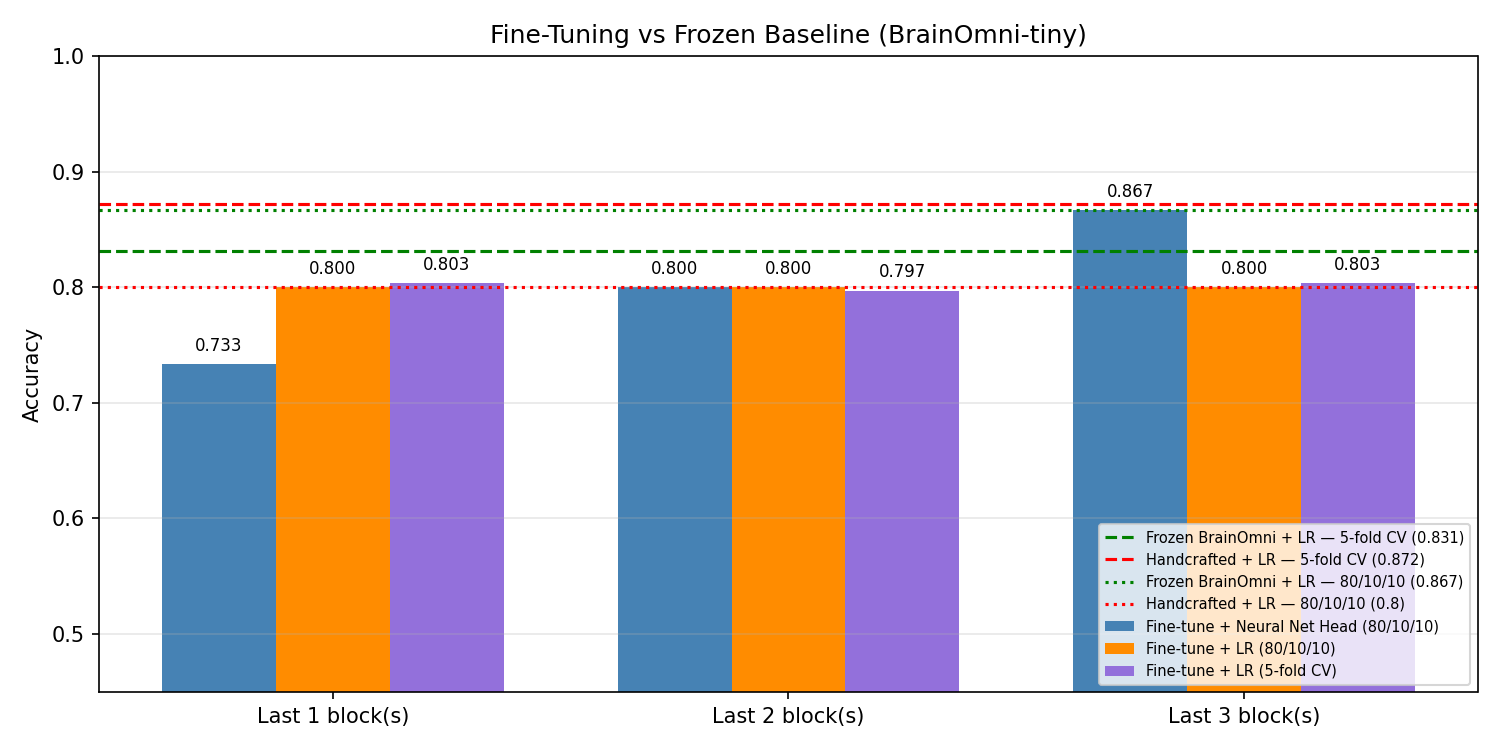 Fine-Tuning vs Frozen Baseline (BrainOmni-tiny)
Accuracy
1.0
0.9
0.8
0.7
0.6
0.5
0.733
0.800
0.803
0.800
0.800
0.797
0.867
0.800
0.803
Frozen BrainOmni + LR — 5-fold CV (0.831)
Handcrafted + LR — 5-fold CV (0.872)
Frozen BrainOmni + LR — 80/10/10 (0.867)
Handcrafted + LR — 80/10/10 (0.8)
Fine-tune + Neural Net Head (80/10/10)
Fine-tune + LR (80/10/10)
Fine-tune + LR (5-fold CV)
Last 1 block(s)
Last 2 block(s)
Last 3 block(s)